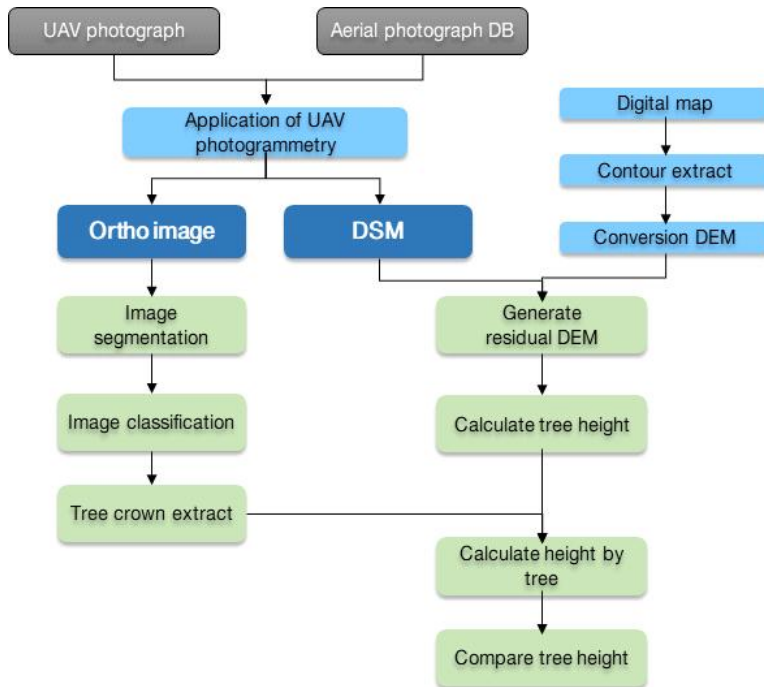 UAV photograph
Aerial photograph DB
Application of UAV
photogrammetry
Digital map
Contour extract
Conversion DEM
Ortho image
DSM
Image
segmentation
Generate
residual DEM
Image classification
Calculate tree height
Tree crown extract
Calculate height by
tree
Compare tree height